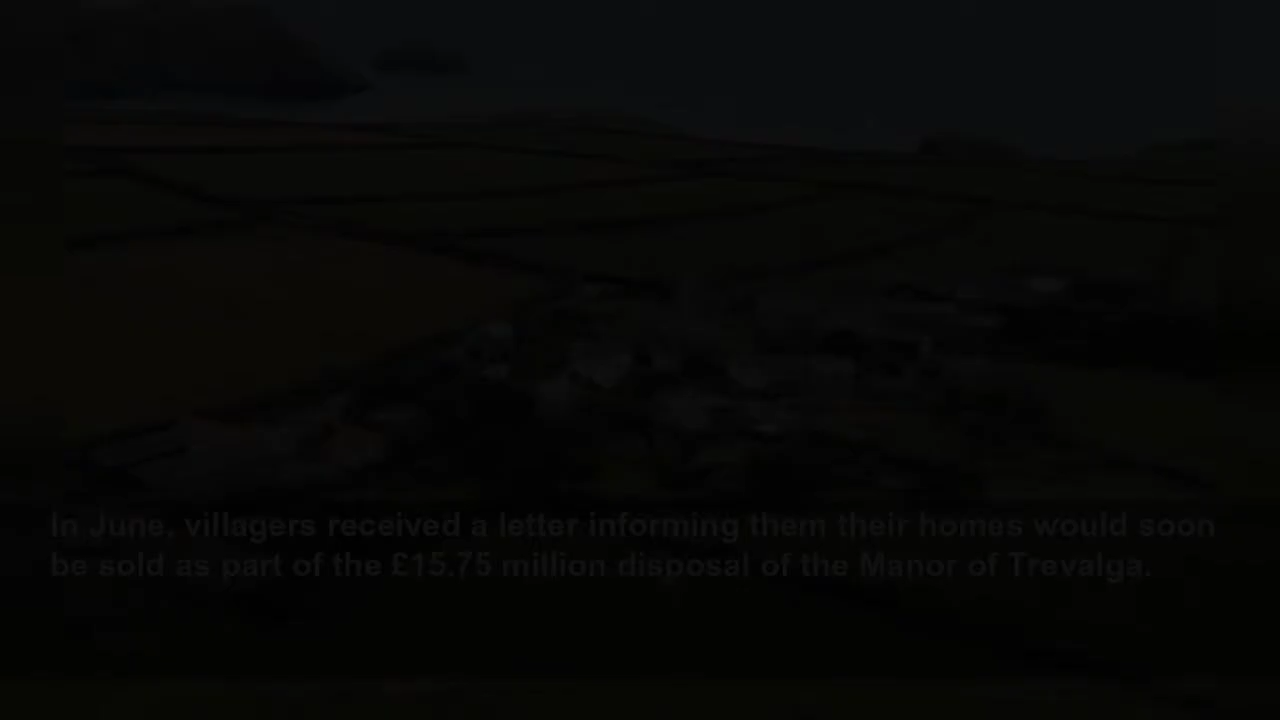 In June, villagers received a letter informing them their homes would soon
be sold as part of the £15.75 million disposal of the Manor of Trevalga.